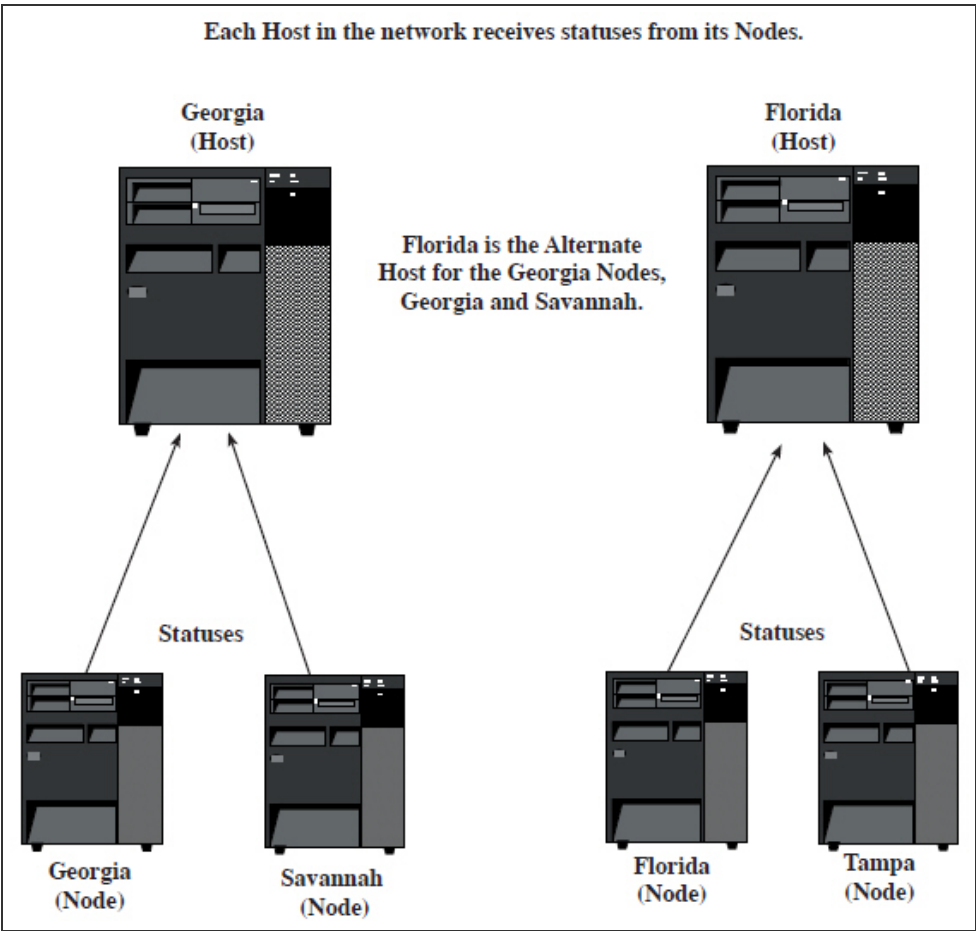 Each Host in the network receives statuses from its Nodes.
Georgia
(Host)
Florida
(Host)
Florida is the Alternate
Host for the Georgia Nodes,
Georgia and Savannah.
Statuses
Statuses
Georgia
(Node)
Savannah
(Node)
Florida
(Node)
Tampa
(Node)